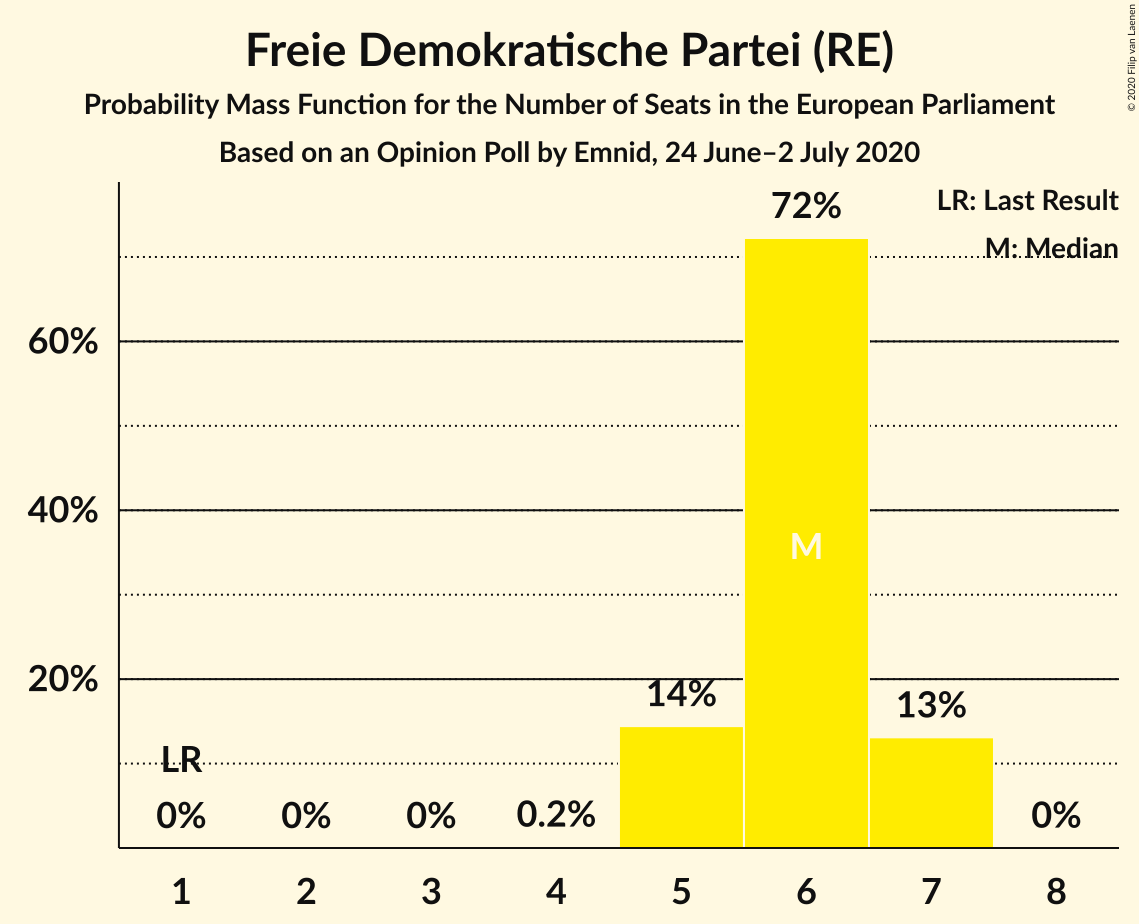 Freie Demokratische Partei (RE)
Probability Mass Function for the Number of Seats in the European Parliament
Based on an Opinion Poll by Emnid, 24 June–2 July 2020
© 2020 Filip van Laenen
LR: Last Result
M: Median
72%
60%
40%
M
20%
14%
13%
LR
0%
0%
0%
0.2%
0%
1
2
3
4
5
6
7
8